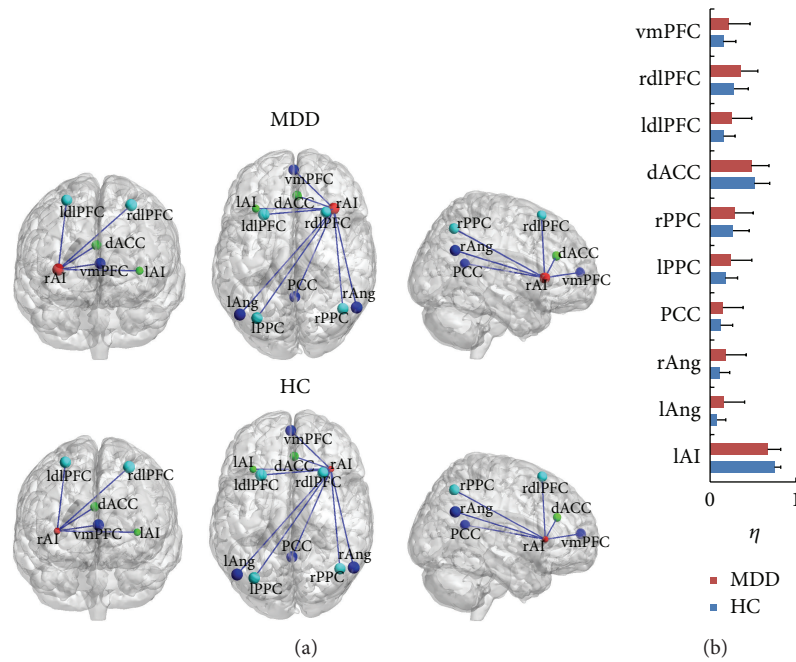 MDD
ldlPFC
rdlPFC
dACC
rAI
vmPFC
lAI
vmPFC
lAI
dACC
rAI
ldlPFC
rdlPFC
PCC
lAng
rAng
lPPC
rPPC
rPPC
rdlPFC
rAng
dACC
PCC
rAI
vmPFC
HC
ldlPFC
rdlPFC
dACC
rAI
vmPFC
lAI
vmPFC
lAI
dACC
rAI
ldlPFC
rdlPFC
PCC
lAng
rAng
lPPC
rPPC
rPPC
rdlPFC
rAng
dACC
PCC
rAI
vmPFC
(a)
vmPFC
rdlPFC
ldlPFC
dACC
rPPC
lPPC
PCC
rAng
lAng
lAI
0 1
η
MDD
HC
(b)